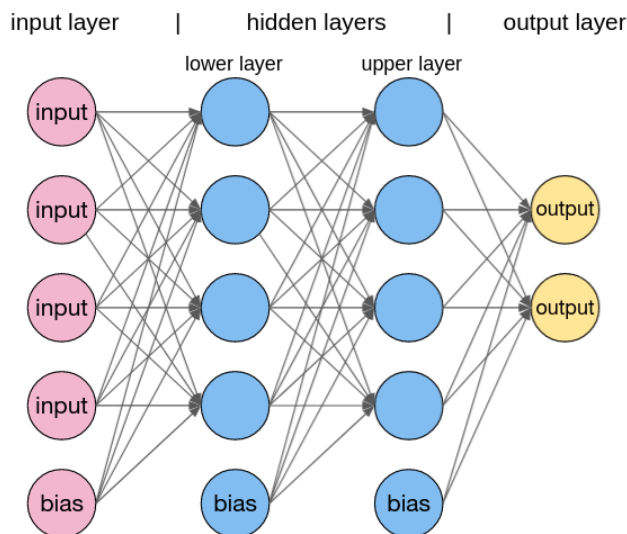 input layer | hidden layers | output layer
lower layer upper layer
input
input
output
input
output
input
bias bias bias